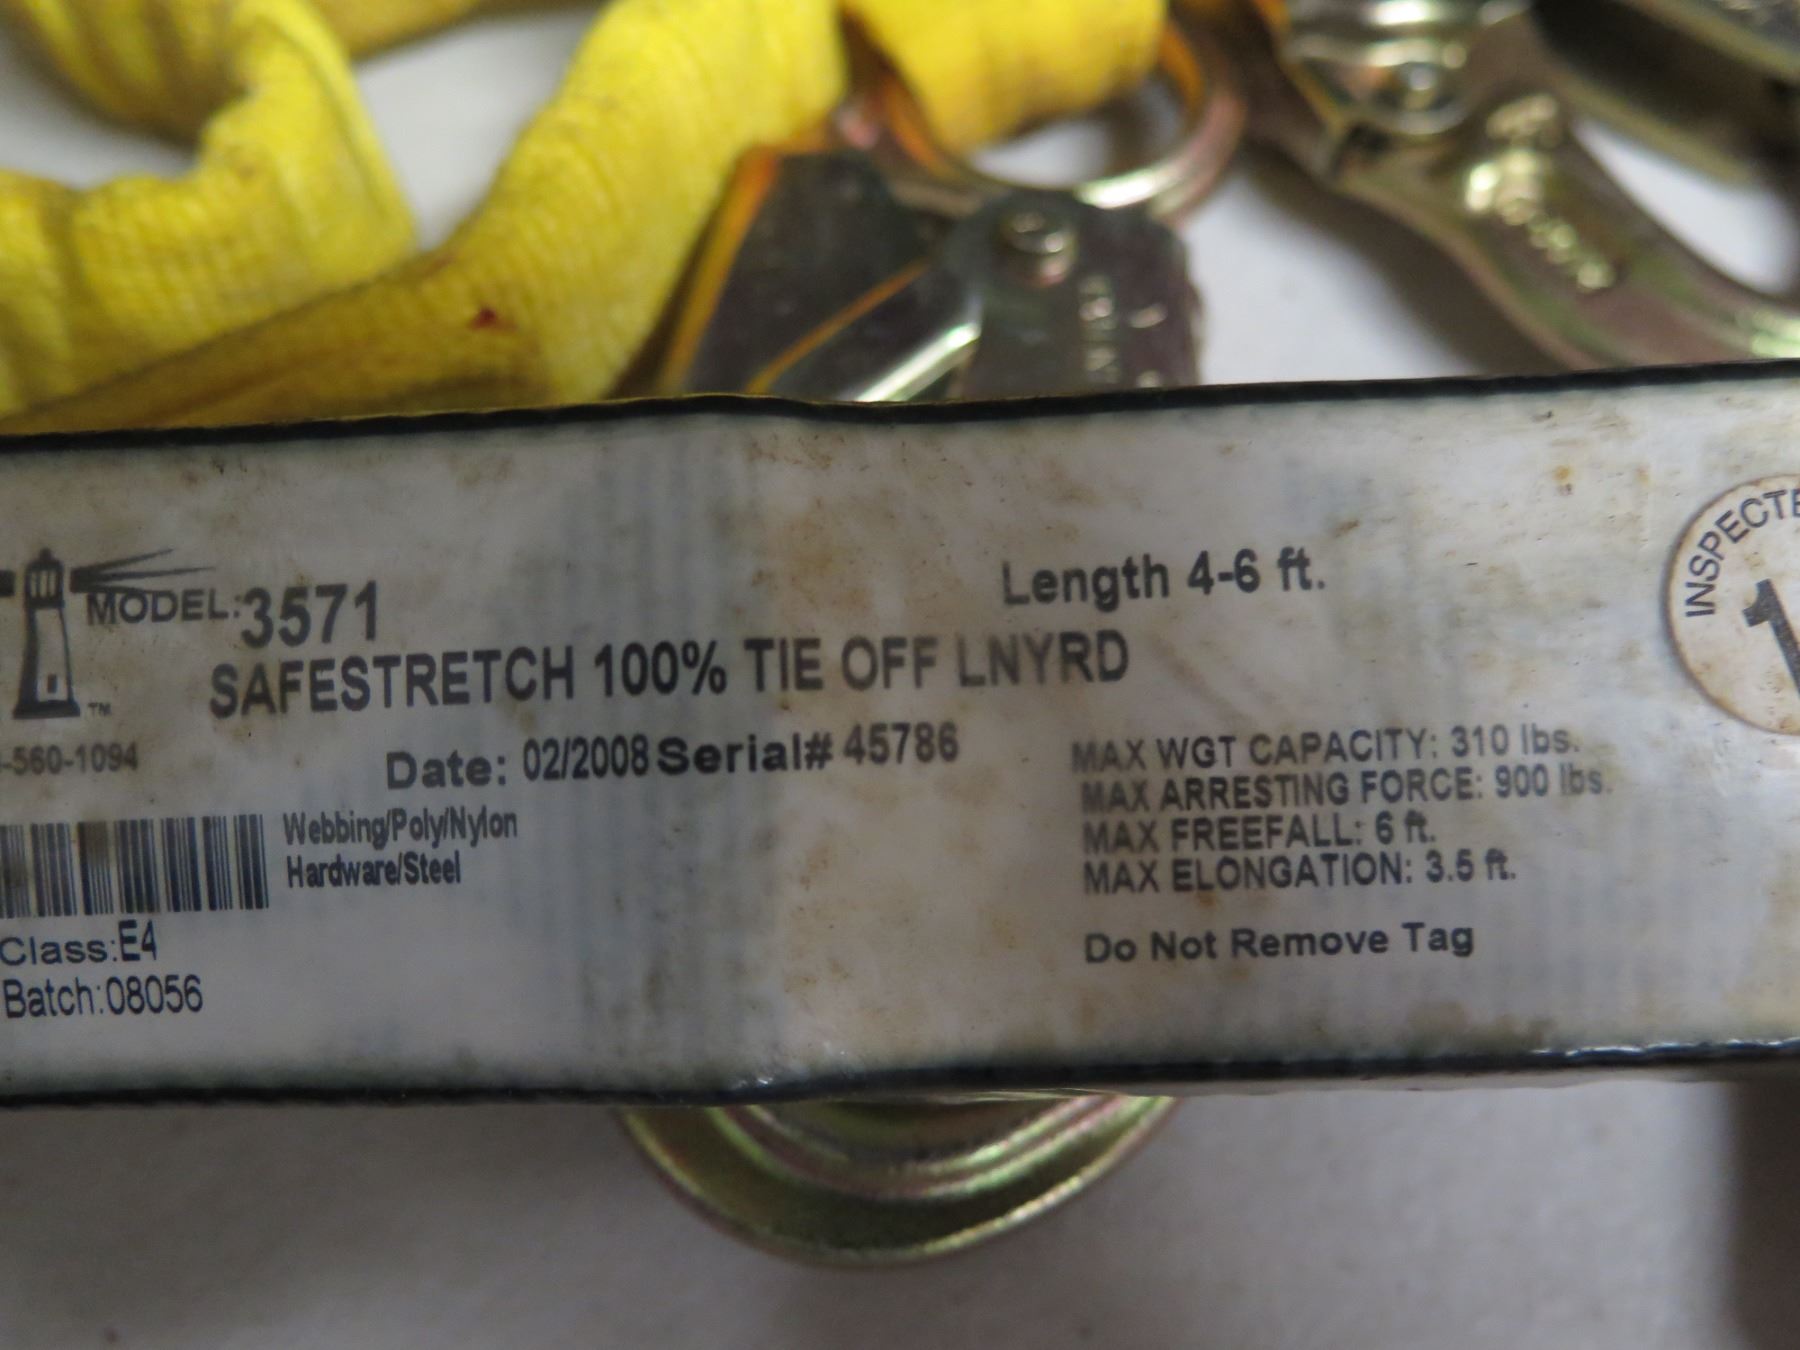 MODEL:3571
Length 4-6 ft.
SAFESTRETCH 100% TIE OFF LNYRD
TM
-560-1094
Date: 02/2008 Serial# 45786
Webbing/Poly/Nylon
Hardware/Steel
Class:E4
Batch:08056
MAX WGT CAPACITY: 310 lbs.
MAX ARRESTING FORCE: 900 lbs.
MAX FREEFALL: 6 ft.
MAX ELONGATION: 3.5 ft.
Do Not Remove Tag
INSPECTE
1